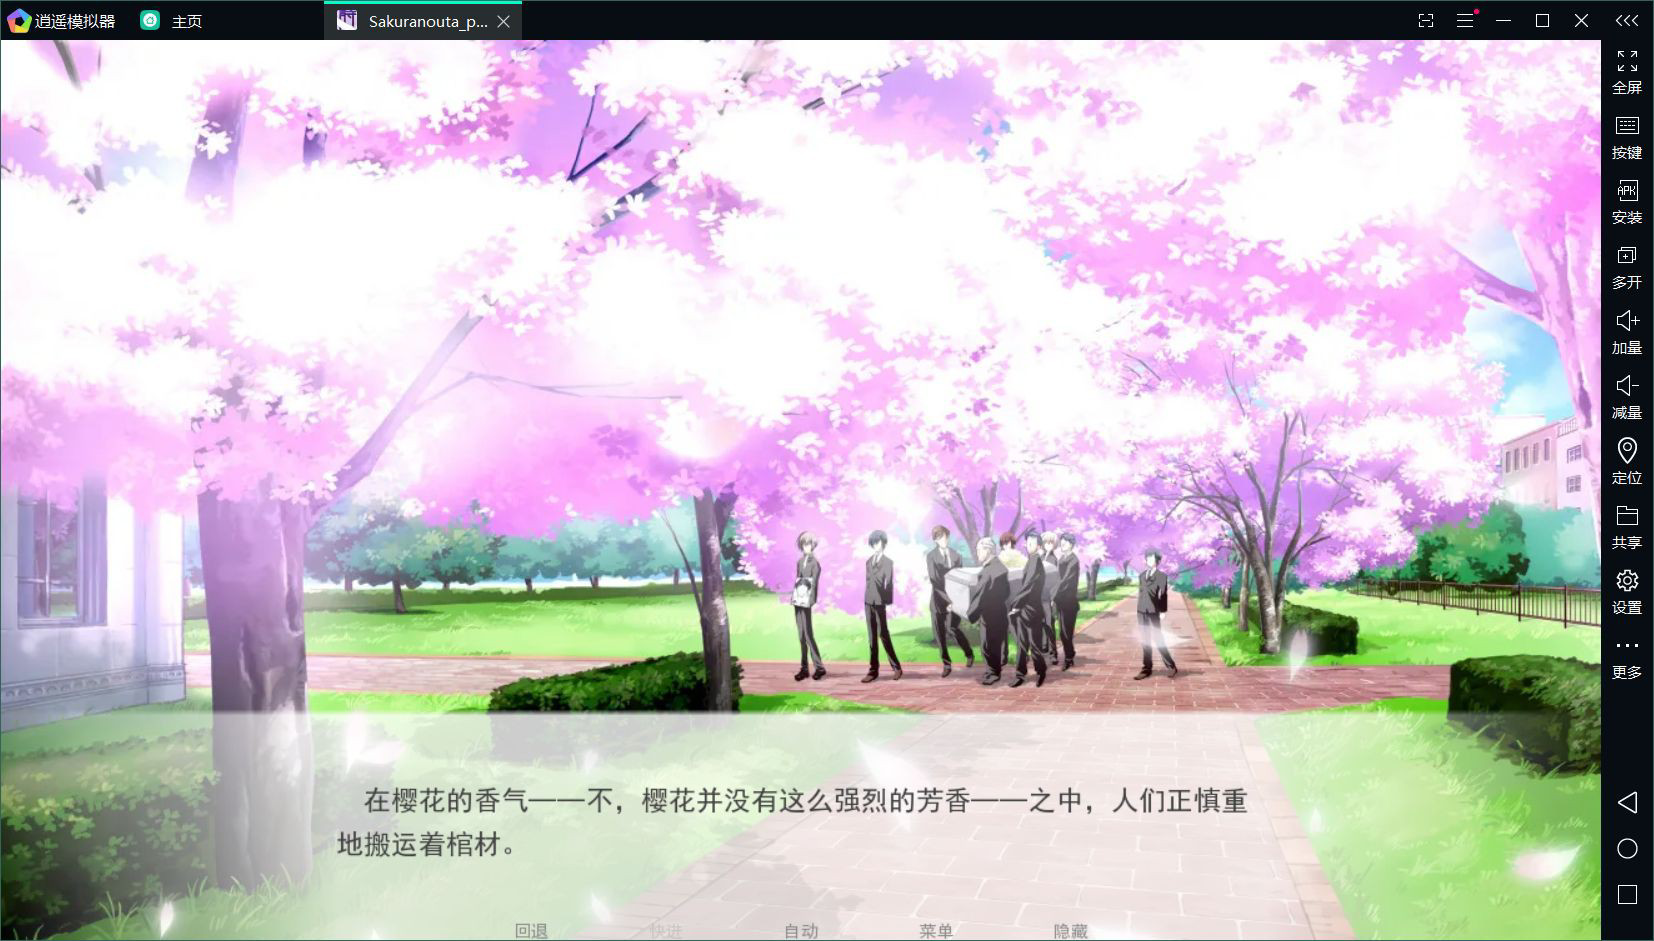 逍遥模拟器
主页
Sakuranouta_p...
全屏
按键
APK
安装
多开
加量
减量
定位
共享
设置
更多
在樱花的香气——不，樱花并没有这么强烈的芳香——之中，人们正慎重
地搬运着棺材。
回退 快进 自动 菜单 隐藏